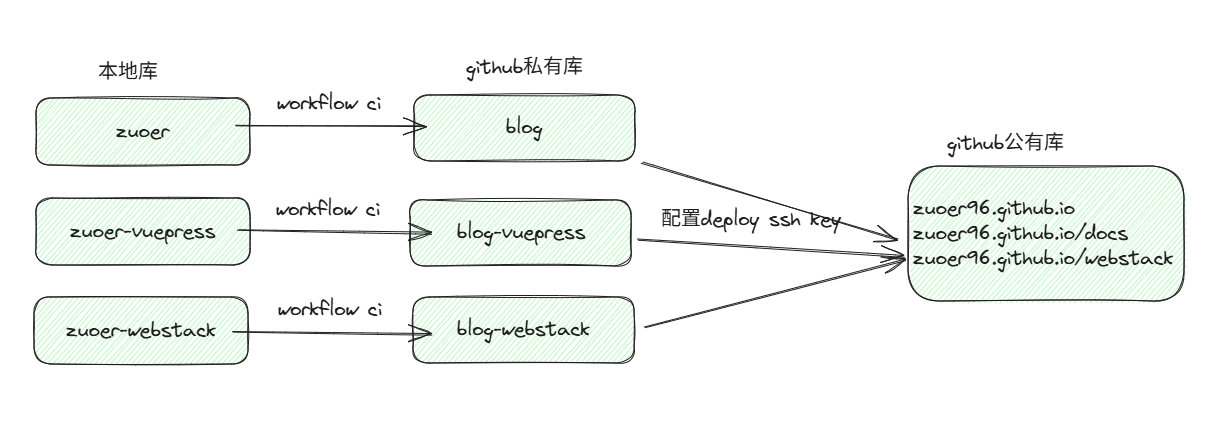 本地库
github私有库
workflow ci
zuoer
blog
github公有库
workflow ci
zuoer-vuepress
blog-vuepress
配置deploy ssh key
zuoer96.github.io
zuoer96.github.io/docs
zuoer96.github.io/webstack
workflow ci
zuoer-webstack
blog-webstack